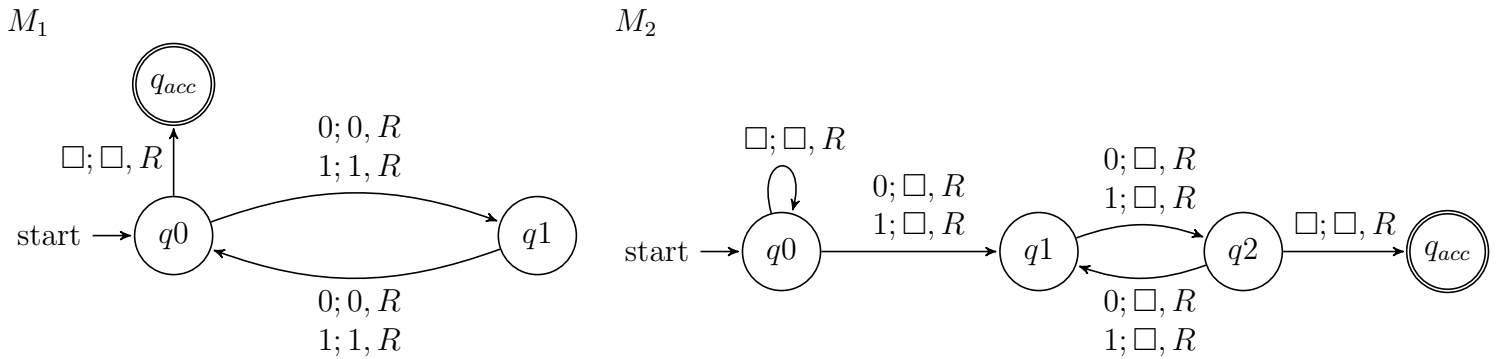 M₁
M₂
q_acc
□; □, R
0; 0, R
1; 1, R
start
q0
q1
0; 0, R
1; 1, R
□; □, R
0; □, R
1; □, R
0; □, R
1; □, R
□; □, R
start
q0
q1
q2
q_acc
0; □, R
1; □, R